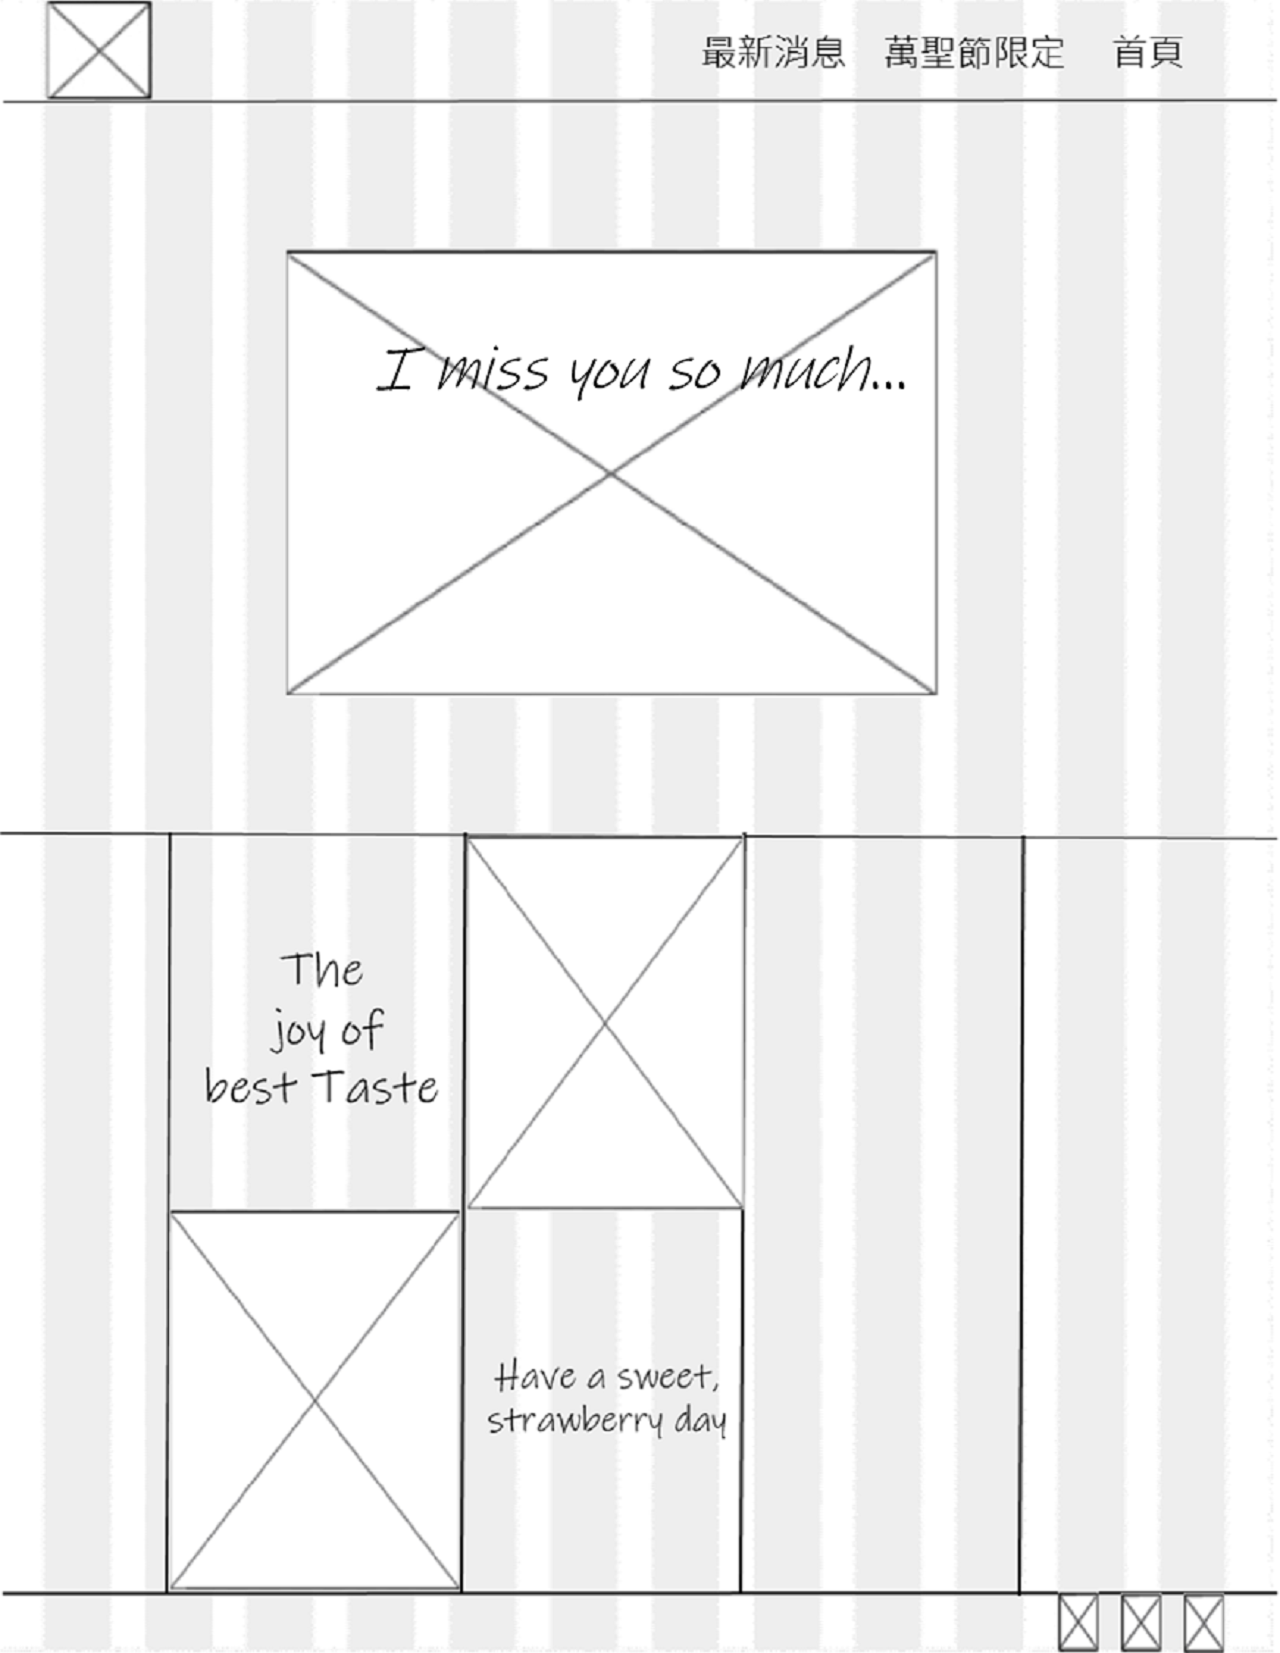 最新消息 萬聖節限定 首頁
I miss you so much...
The
joy of
best Taste
Have a sweet,
strawberry day